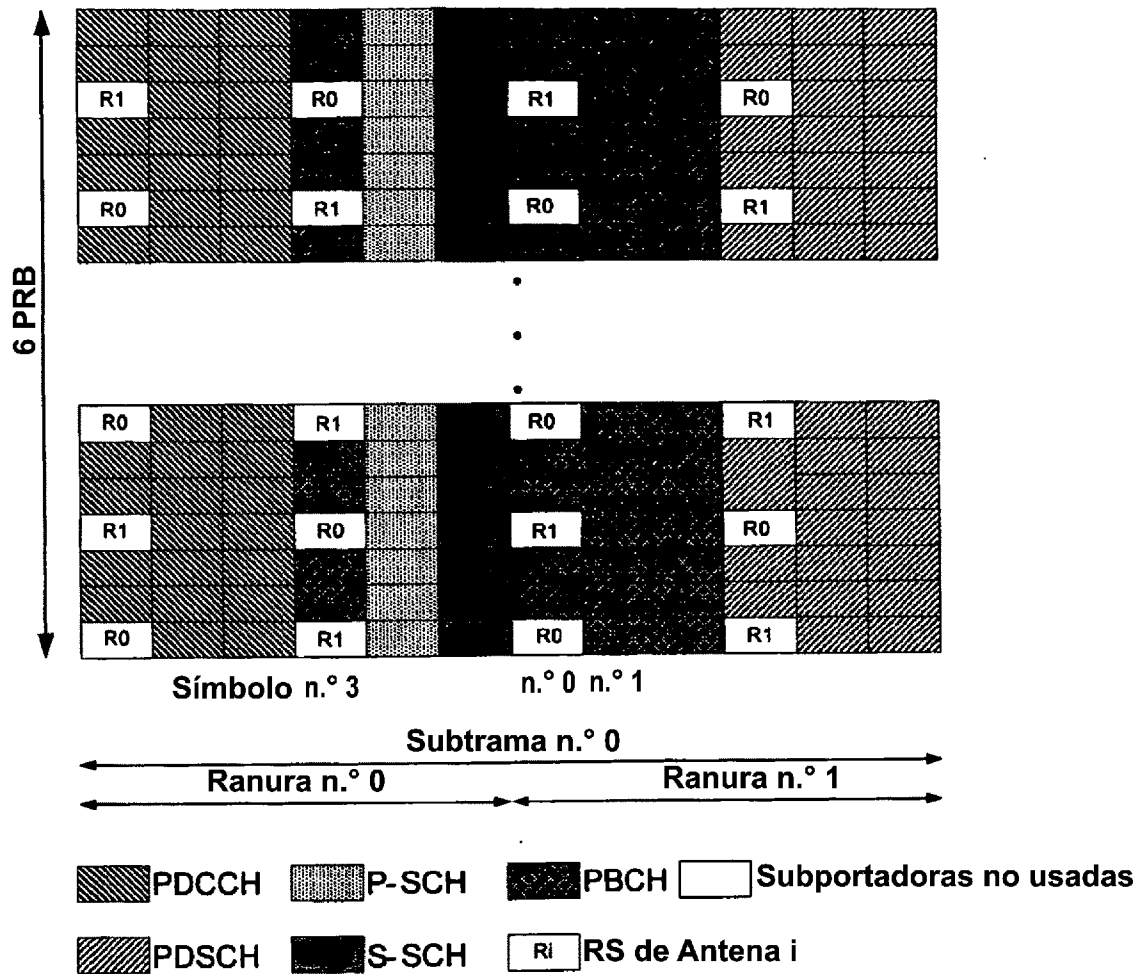 R1 R0 R1 R0
R0 R1 R0 R1
6 PRB
R0 R1 R0 R1
R1 R0 R1 R0
R0 R1 R0 R1
Símbolo n.° 3 n.° 0 n.° 1
Subtrama n.° 0
Ranura n.° 0 Ranura n.° 1
PDCCH P-SCH PBCH Subportadoras no usadas
PDSCH S-SCH Ri RS de Antena i